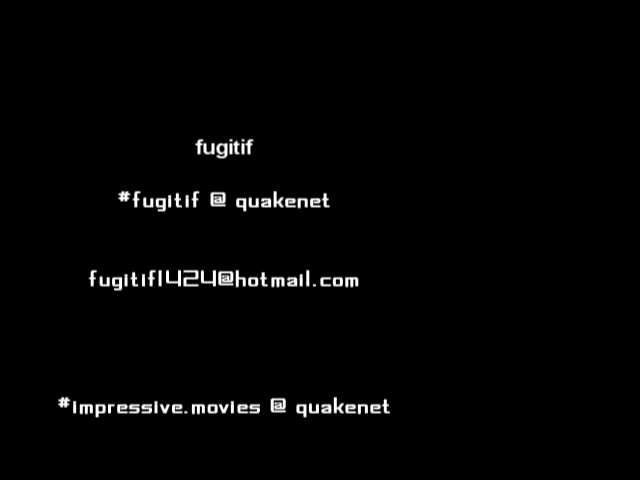 fugitif
#fugitif @ quakenet
fugitif1424@hotmail.com
#impressive.movies @ quakenet